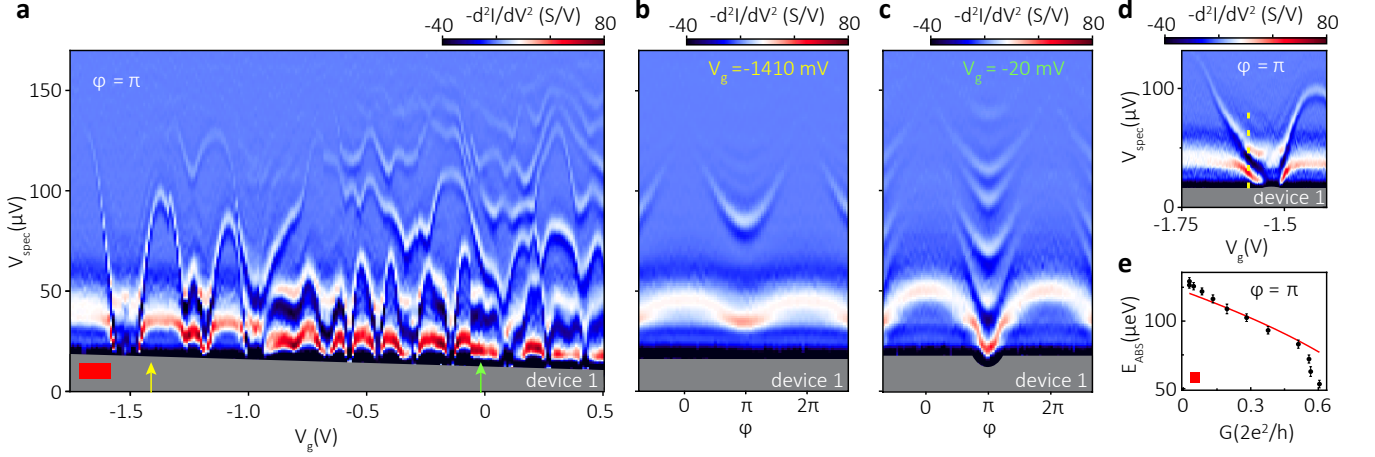 a
-d²I/dV² (S/V)
-40
80
φ = π
V_spec(μV)
150
100
50
0
device 1
-1.5
-1.0
-0.5
0
0.5
V_g(V)
b
-d²I/dV² (S/V)
-40
80
V_g =-1410 mV
0
π
2π
φ
c
-d²I/dV² (S/V)
-40
80
V_g =-20 mV
device 1
0
π
2π
φ
d
-d²I/dV² (S/V)
-40
80
φ = π
V_spec(μV)
100
0
device 1
-1.75
-1.5
V_g(V)
e
φ = π
E_ABS(μeV)
100
50
0
0.3
0.6
G(2e²/h)